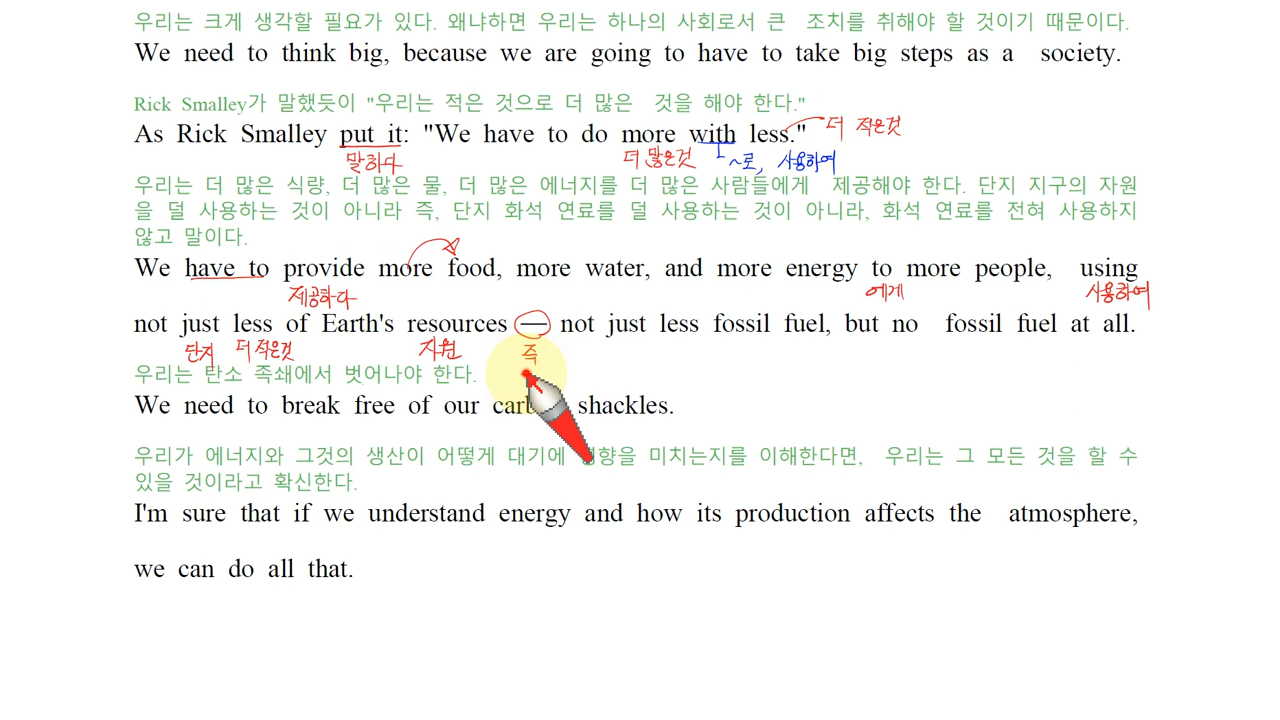 우리는 크게 생각할 필요가 있다. 왜냐하면 우리는 하나의 사회로서 큰 조치를 취해야 할 것이기 때문이다.
We need to think big, because we are going to have to take big steps as a society.
Rick Smalley가 말했듯이 "우리는 적은 것으로 더 많은 것을 해야 한다."
As Rick Smalley put it: "We have to do more with less."
더 적은것
말하다
더 많은것
~로, 사용하여
우리는 더 많은 식량, 더 많은 물, 더 많은 에너지를 더 많은 사람들에게 제공해야 한다. 단지 지구의 자원
을 덜 사용하는 것이 아니라 즉, 단지 화석 연료를 덜 사용하는 것이 아니라, 화석 연료를 전혀 사용하지
않고 말이다.
We have to provide more food, more water, and more energy to more people, using
제공하다
에게
사용하여
not just less of Earth's resources — not just less fossil fuel, but no fossil fuel at all.
단지
더 적은것
자원
즉
우리는 탄소 족쇄에서 벗어나야 한다.
We need to break free of our shackles.
우리가 에너지와 그것의 생산이 어떻게 대기에 미치는지를 이해한다면, 우리는 그 모든 것을 할 수
있을 것이라고 확신한다.
I'm sure that if we understand energy and how its production affects the atmosphere,
we can do all that.